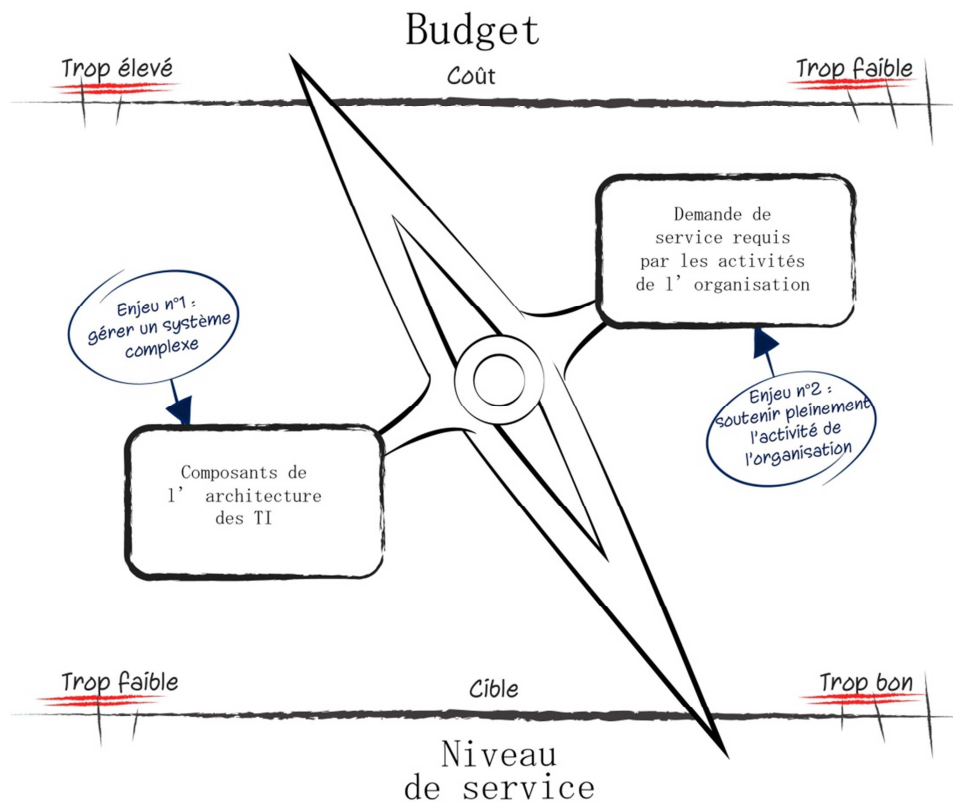 Budget
Trop élevé
Coût
Trop faible
Demande de
service requis
par les activités
de l’organisation
Enjeu n°1 :
gérer un système
complexe
Enjeu n°2 :
soutenir pleinement
l'activité de
l'organisation
Composants de
l’ architecture
des TI
Trop faible
Cible
Trop bon
Niveau
de service